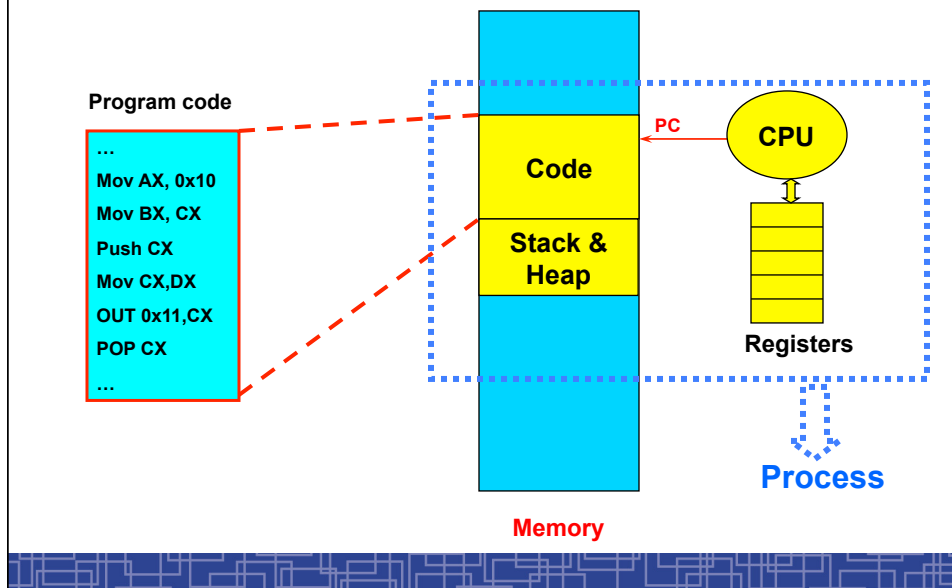 Program code
…
Mov AX, 0x10
Mov BX, CX
Push CX
Mov CX,DX
OUT 0x11,CX
POP CX
…
Code
Stack &
Heap
Memory
PC
CPU
Registers
Process